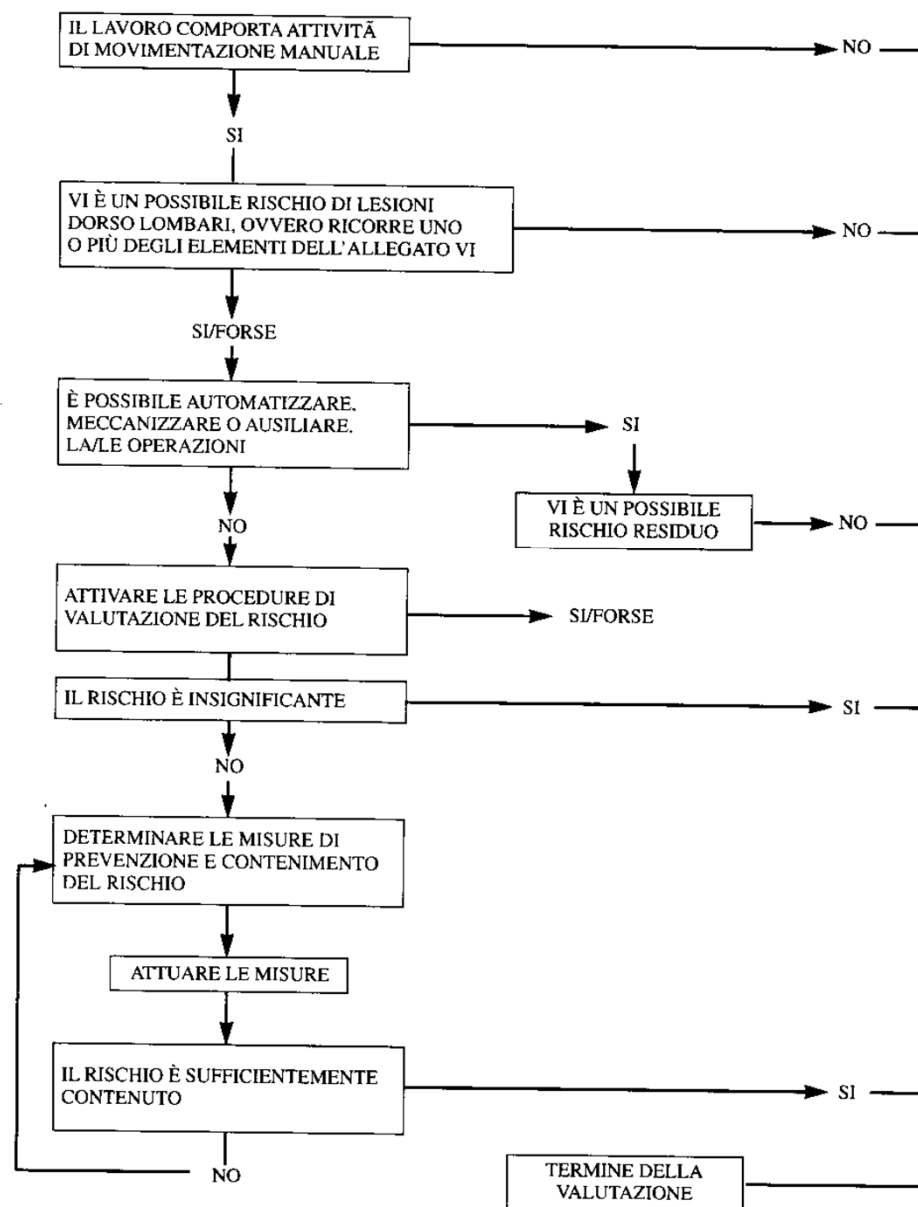 IL LAVORO COMPORTA ATTIVITÃ
DI MOVIMENTAZIONE MANUALE
NO
SI
VI È UN POSSIBILE RISCHIO DI LESIONI
DORSO LOMBARI, OVVERO RICORRE UNO
O PIÙ DEGLI ELEMENTI DELL'ALLEGATO VI
NO
SI/FORSE
È POSSIBILE AUTOMATIZZARE,
MECCANIZZARE O AUSILIARE,
LA/LE OPERAZIONI
SI
NO
VI È UN POSSIBILE
RISCHIO RESIDUO
NO
ATTIVARE LE PROCEDURE DI
VALUTAZIONE DEL RISCHIO
SI/FORSE
IL RISCHIO È INSIGNIFICANTE
SI
NO
DETERMINARE LE MISURE DI
PREVENZIONE E CONTENIMENTO
DEL RISCHIO
ATTUARE LE MISURE
IL RISCHIO È SUFFICIENTEMENTE
CONTENUTO
SI
NO
TERMINE DELLA
VALUTAZIONE